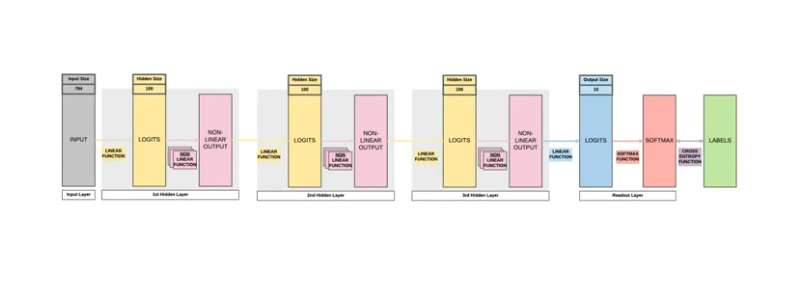 Input Size
784
INPUT
Input Layer
LINEAR
FUNCTION
Hidden Size
100
LOGITS
NON
LINEAR
FUNCTION
NON-
LINEAR
OUTPUT
1st Hidden Layer
LINEAR
FUNCTION
Hidden Size
100
LOGITS
NON
LINEAR
FUNCTION
NON-
LINEAR
OUTPUT
2nd Hidden Layer
LINEAR
FUNCTION
Hidden Size
100
LOGITS
NON
LINEAR
FUNCTION
NON-
LINEAR
OUTPUT
3rd Hidden Layer
LINEAR
FUNCTION
Output Size
10
LOGITS
SOFTMAX
FUNCTION
SOFTMAX
Readout Layer
CROSS
ENTROPY
FUNCTION
LABELS